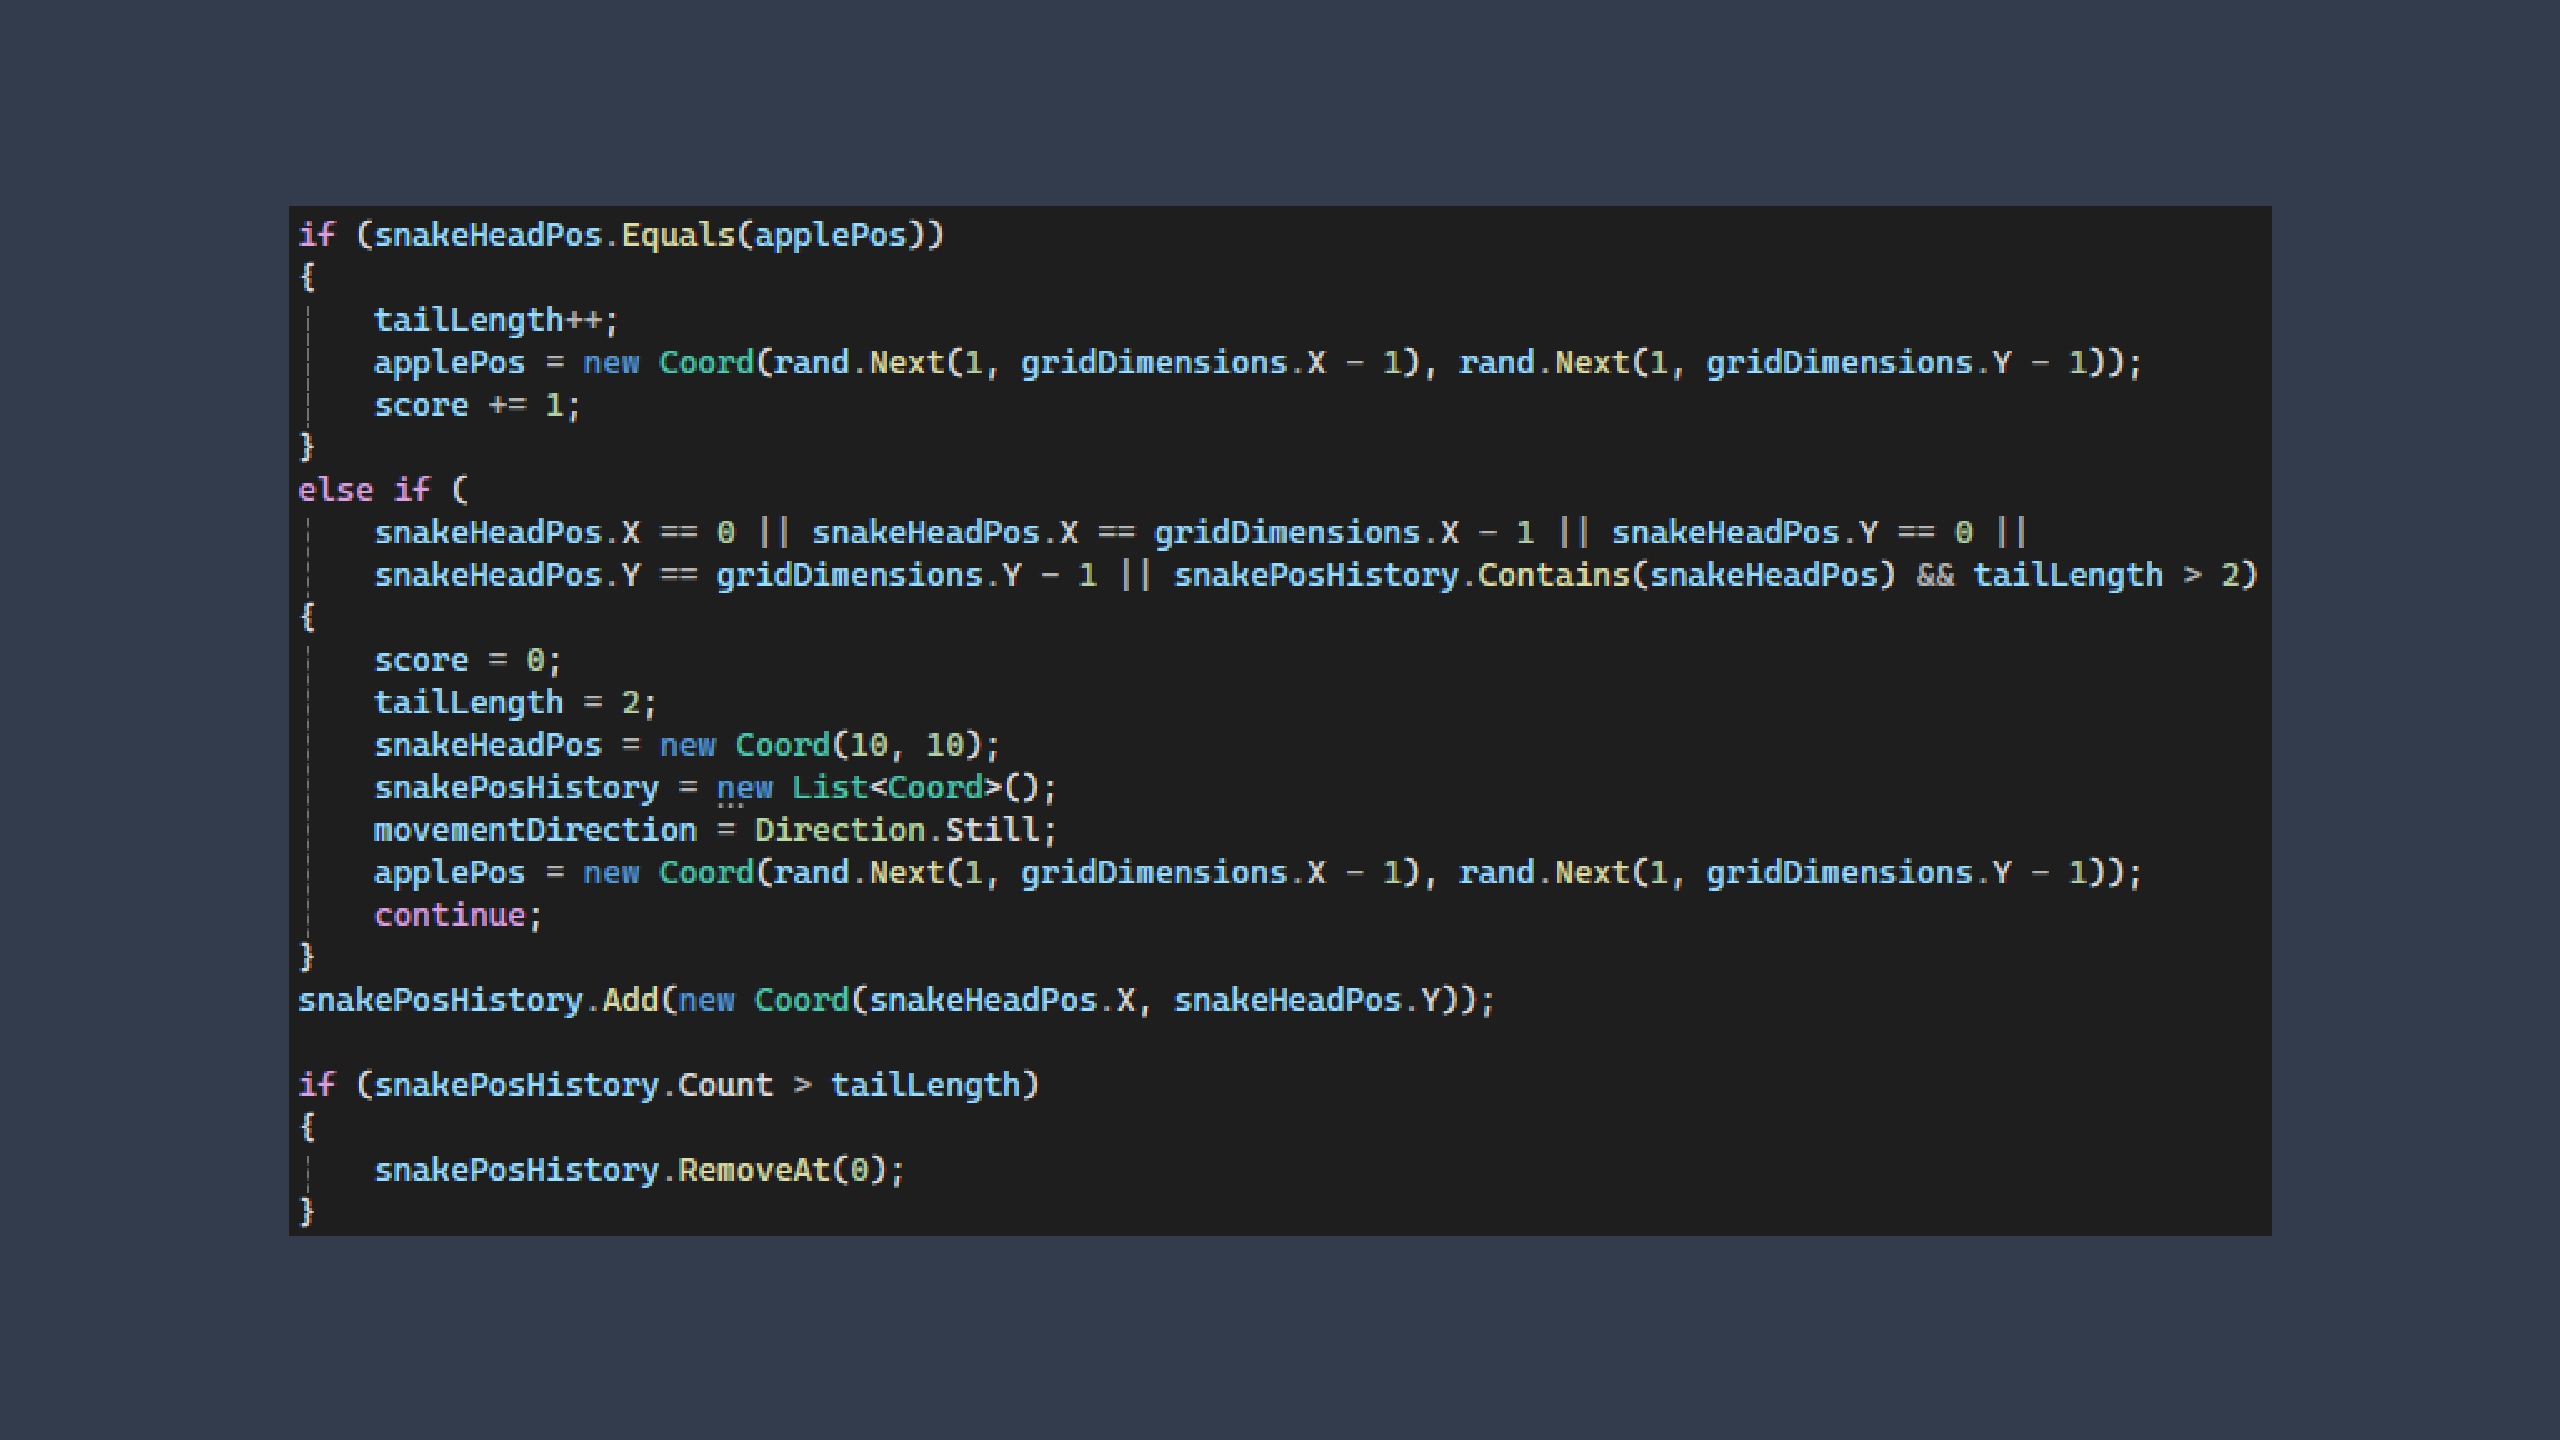 if (snakeHeadPos.Equals(applePos))
{
    tailLength++;
    applePos = new Coord(rand.Next(1, gridDimensions.X - 1), rand.Next(1, gridDimensions.Y - 1));
    score += 1;
}
else if (
    snakeHeadPos.X == 0 || snakeHeadPos.X == gridDimensions.X - 1 || snakeHeadPos.Y == 0 ||
    snakeHeadPos.Y == gridDimensions.Y - 1 || snakePosHistory.Contains(snakeHeadPos) && tailLength > 2)
{
    score = 0;
    tailLength = 2;
    snakeHeadPos = new Coord(10, 10);
    snakePosHistory = new List<Coord>();
    movementDirection = Direction.Still;
    applePos = new Coord(rand.Next(1, gridDimensions.X - 1), rand.Next(1, gridDimensions.Y - 1));
    continue;
}
snakePosHistory.Add(new Coord(snakeHeadPos.X, snakeHeadPos.Y));

if (snakePosHistory.Count > tailLength)
{
    snakePosHistory.RemoveAt(0);
}